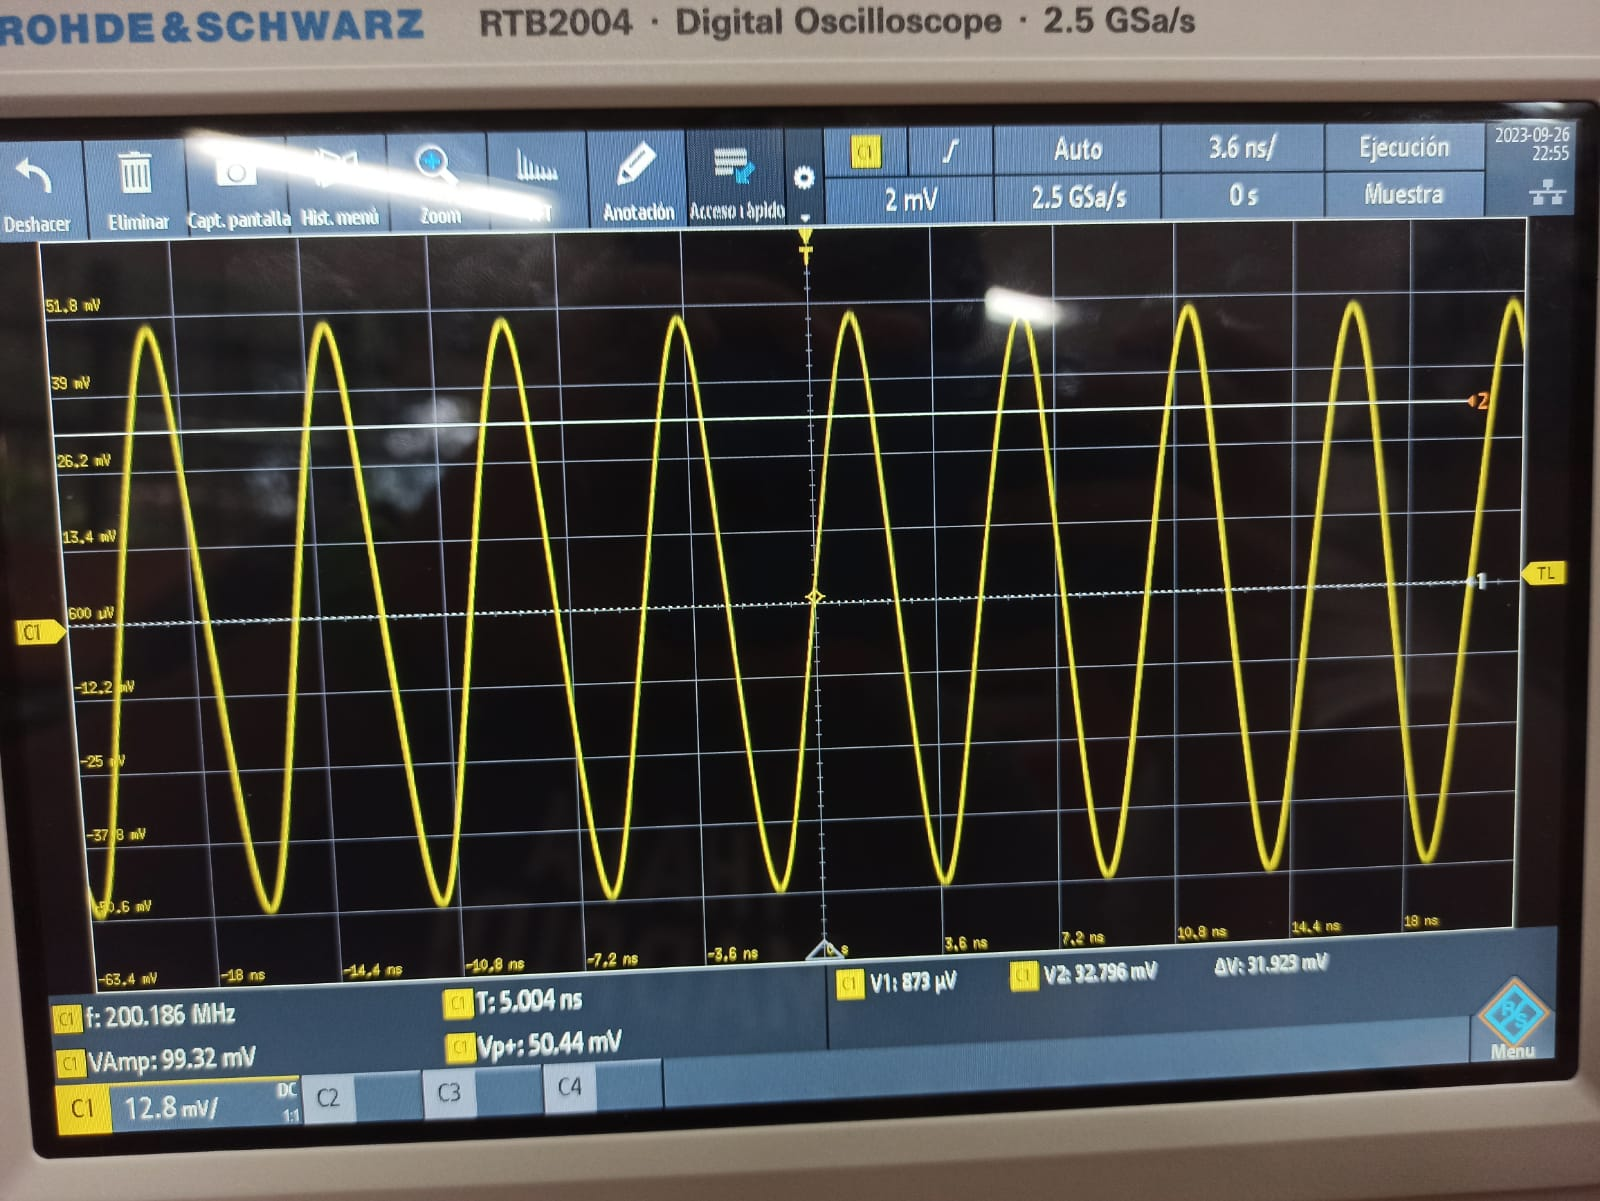 ROHDE&SCHWARZ RTB2004 · Digital Oscilloscope · 2.5 GSa/s
Deshacer
Eliminar
Capt. pantalla
Hist. menú
Zoom
Anotación
Acceso rápido
C1
Auto
3.6 ns/
Ejecución
2023-09-26
22:55
2 mV
2.5 GSa/s
0 s
Muestra
T
51.8 mV
39 mV
2
26.2 mV
13.4 mV
TL
1
600 µV
C1
-12.2 mV
-25 mV
-37.8 mV
-50.6 mV
-63.4 mV
-18 ns
-14.4 ns
-10.8 ns
-7.2 ns
-3.6 ns
0 s
3.6 ns
7.2 ns
10.8 ns
14.4 ns
18 ns
C1 f: 200.186 MHz
C1 T: 5.004 ns
C1 V1: 873 µV
C1 V2: 32.796 mV
ΔV: 31.923 mV
C1 VAmp: 99.32 mV
C1 Vp+: 50.44 mV
R&S
Menu
C1 12.8 mV/
DC
1:1
C2
C3
C4